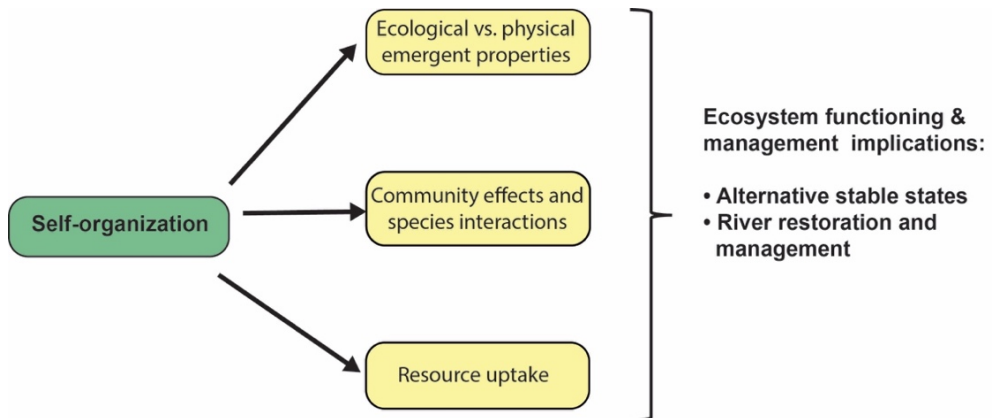 Ecological vs. physical
emergent properties
Self-organization
Community effects and
species interactions
Resource uptake
Ecosystem functioning &
management implications:
• Alternative stable states
• River restoration and
management